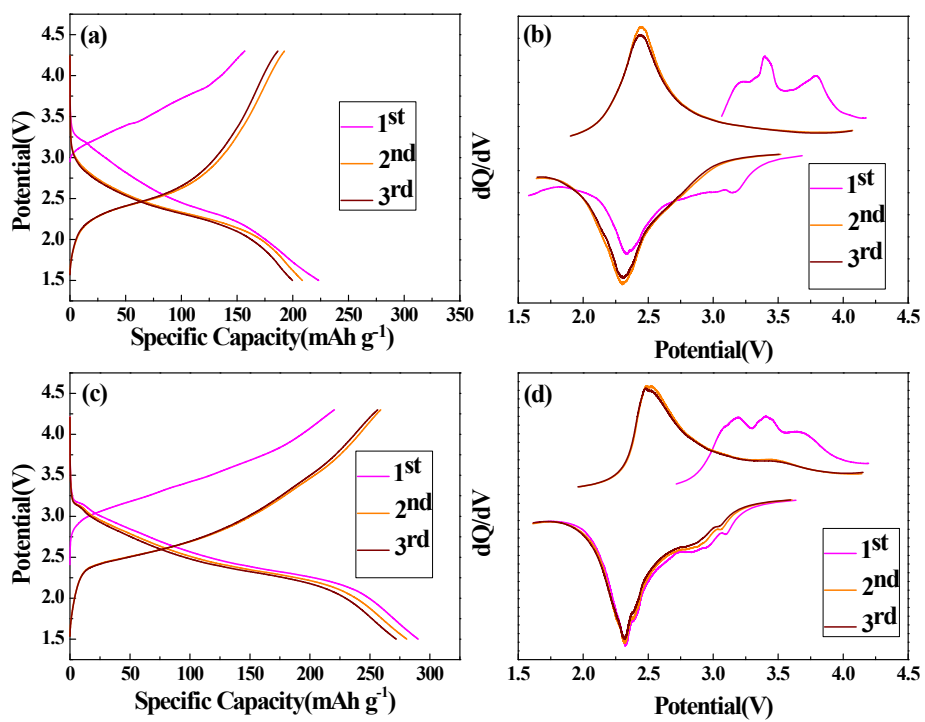 (a)
4.5
4.0
3.5
3.0
2.5
2.0
1.5
Potential(V)
1st
2nd
3rd
0 50 100 150 200 250 300 350
Specific Capacity(mAh g-1)
(b)
dQ/dV
1st
2nd
3rd
1.5 2.0 2.5 3.0 3.5 4.0 4.5
Potential(V)
(c)
4.5
4.0
3.5
3.0
2.5
2.0
1.5
Potential(V)
1st
2nd
3rd
0 50 100 150 200 250 300
Specific Capacity(mAh g-1)
(d)
dQ/dV
1st
2nd
3rd
1.5 2.0 2.5 3.0 3.5 4.0 4.5
Potential(V)